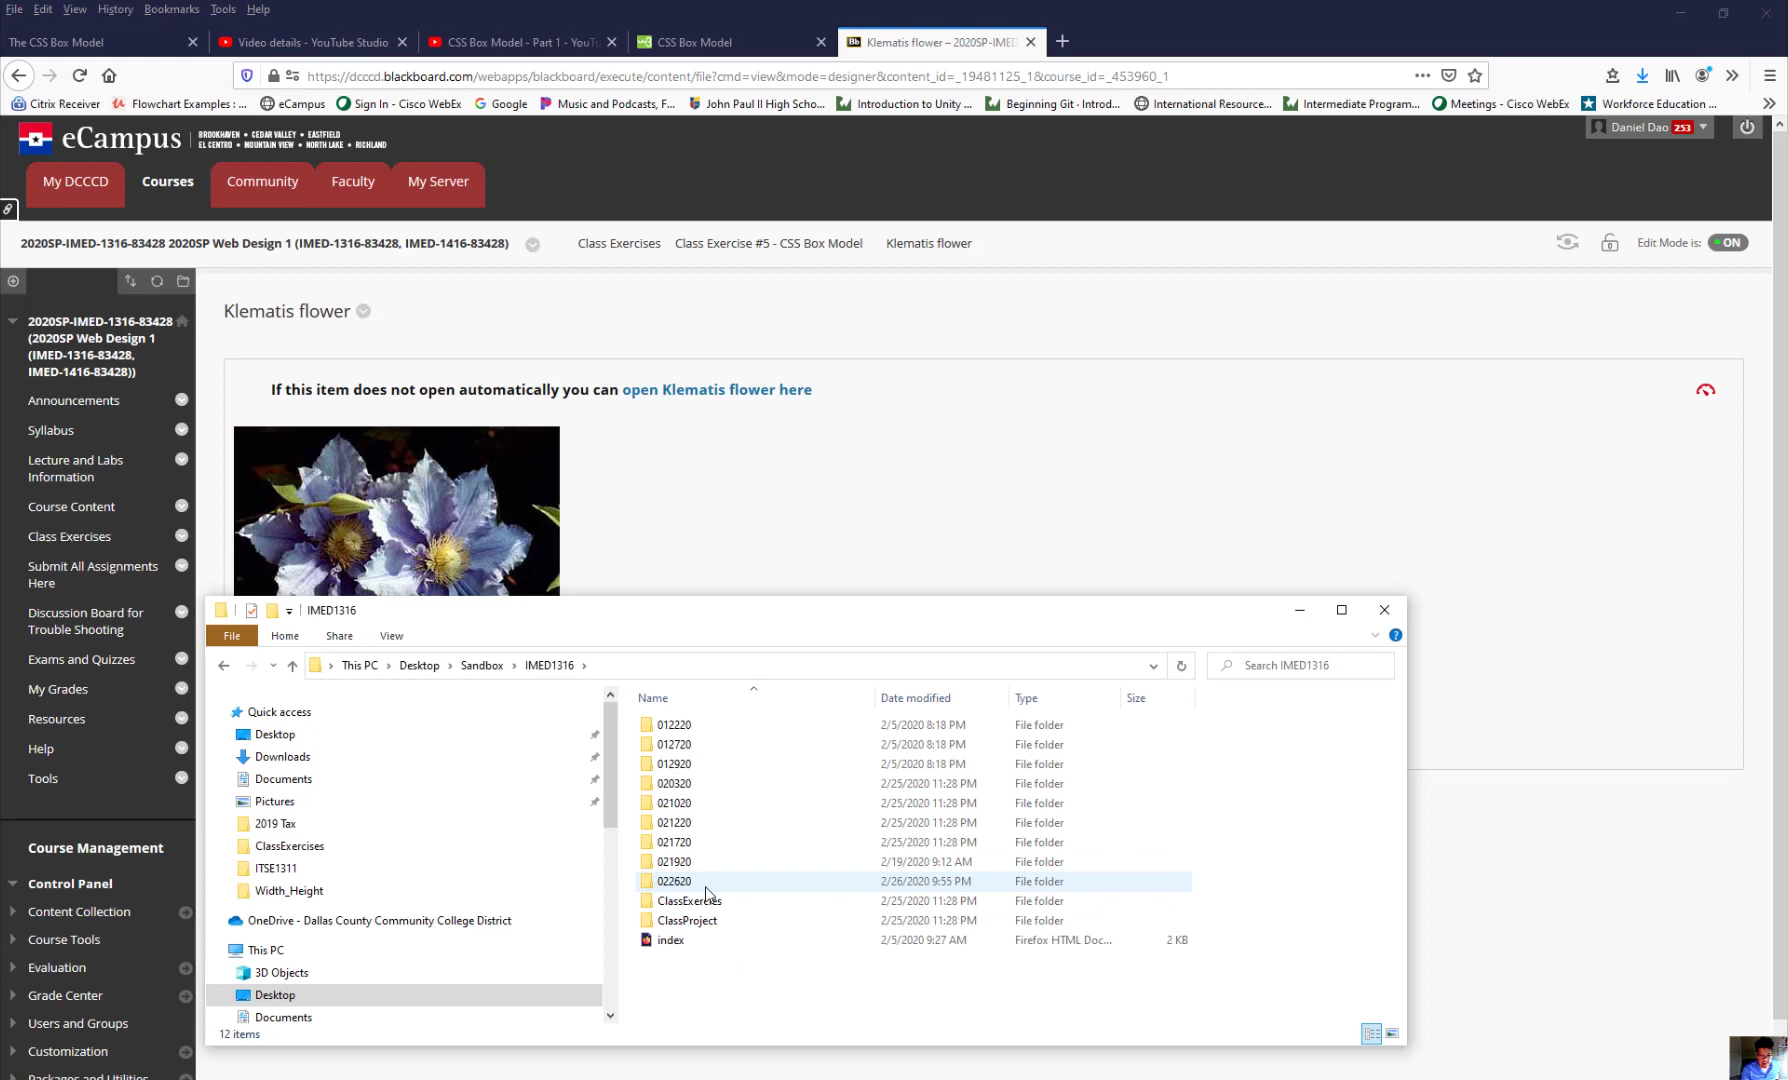 File Edit View History Bookmarks Tools Help
The CSS Box Model
Video details - YouTube Studio
CSS Box Model - Part 1 - YouTu
CSS Box Model
Klematis flower – 2020SP-IMED
https://dcccd.blackboard.com/webapps/blackboard/execute/content/file?cmd=view&mode=designer&content_id=_19481125_1&course_id=_453960_1
Citrix Receiver Flowchart Examples : ... eCampus Sign In - Cisco WebEx Google Music and Podcasts, F... John Paul II High Scho... Introduction to Unity ... Beginning Git - Introd... International Resource... Intermediate Program... Meetings - Cisco WebEx Workforce Education ...
eCampus
BROOKHAVEN • CEDAR VALLEY • EASTFIELD
EL CENTRO • MOUNTAIN VIEW • NORTH LAKE • RICHLAND
Daniel Dao 253
My DCCCD Courses Community Faculty My Server
2020SP-IMED-1316-83428 2020SP Web Design 1 (IMED-1316-83428, IMED-1416-83428) Class Exercises Class Exercise #5 - CSS Box Model Klematis flower Edit Mode is: ON
2020SP-IMED-1316-83428
(2020SP Web Design 1
(IMED-1316-83428,
IMED-1416-83428))
Announcements
Syllabus
Lecture and Labs
Information
Course Content
Class Exercises
Submit All Assignments
Here
Discussion Board for
Trouble Shooting
Exams and Quizzes
My Grades
Resources
Help
Tools
Course Management
Control Panel
Content Collection
Course Tools
Evaluation
Grade Center
Users and Groups
Customization
Packages and Utilities
Klematis flower
If this item does not open automatically you can open Klematis flower here
IMED1316
File Home Share View
This PC Desktop Sandbox IMED1316
Search IMED1316
Quick access
Desktop
Downloads
Documents
Pictures
2019 Tax
ClassExercises
ITSE1311
Width_Height
OneDrive - Dallas County Community College District
This PC
3D Objects
Desktop
Documents
Name Date modified Type Size
012220 2/5/2020 8:18 PM File folder
012720 2/5/2020 8:18 PM File folder
012920 2/5/2020 8:18 PM File folder
020320 2/25/2020 11:28 PM File folder
021020 2/25/2020 11:28 PM File folder
021220 2/25/2020 11:28 PM File folder
021720 2/25/2020 11:28 PM File folder
021920 2/19/2020 9:12 AM File folder
022620 2/26/2020 9:55 PM File folder
ClassExercises 2/25/2020 11:28 PM File folder
ClassProject 2/25/2020 11:28 PM File folder
index 2/5/2020 9:27 AM Firefox HTML Doc... 2 KB
12 items